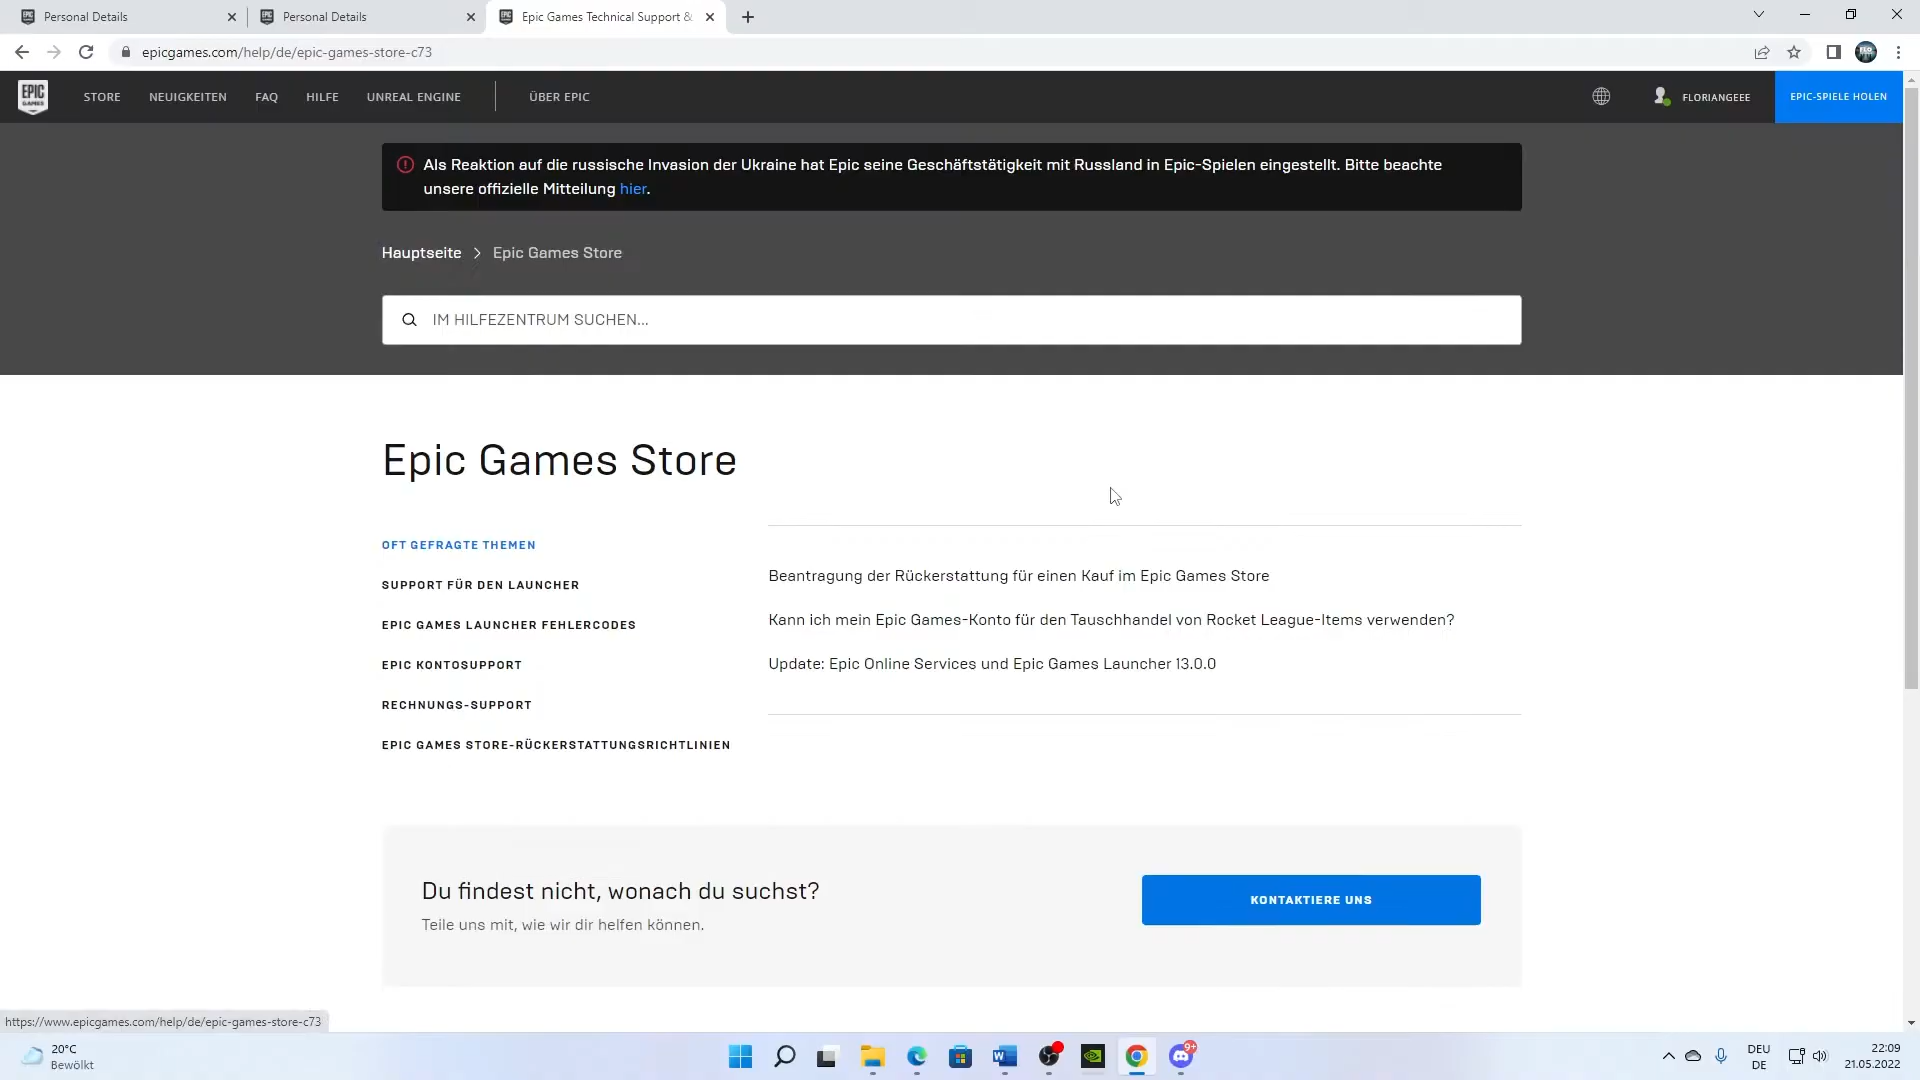 Personal Details
Personal Details
Epic Games Technical Support &
epicgames.com/help/de/epic-games-store-c73
EPIC GAMES
STORE
NEUIGKEITEN
FAQ
HILFE
UNREAL ENGINE
ÜBER EPIC
FLORIANGEEE
EPIC-SPIELE HOLEN
Als Reaktion auf die russische Invasion der Ukraine hat Epic seine Geschäftstätigkeit mit Russland in Epic-Spielen eingestellt. Bitte beachte
unsere offizielle Mitteilung hier.
Hauptseite > Epic Games Store
IM HILFEZENTRUM SUCHEN...
Epic Games Store
OFT GEFRAGTE THEMEN
SUPPORT FÜR DEN LAUNCHER
EPIC GAMES LAUNCHER FEHLERCODES
EPIC KONTOSUPPORT
RECHNUNGS-SUPPORT
EPIC GAMES STORE-RÜCKERSTATTUNGSRICHTLINIEN
Beantragung der Rückerstattung für einen Kauf im Epic Games Store
Kann ich mein Epic Games-Konto für den Tauschhandel von Rocket League-Items verwenden?
Update: Epic Online Services und Epic Games Launcher 13.0.0
Du findest nicht, wonach du suchst?
Teile uns mit, wie wir dir helfen können.
KONTAKTIERE UNS
https://www.epicgames.com/help/de/epic-games-store-c73
20°C
Bewölkt
9+
DEU
DE
22:09
21.05.2022